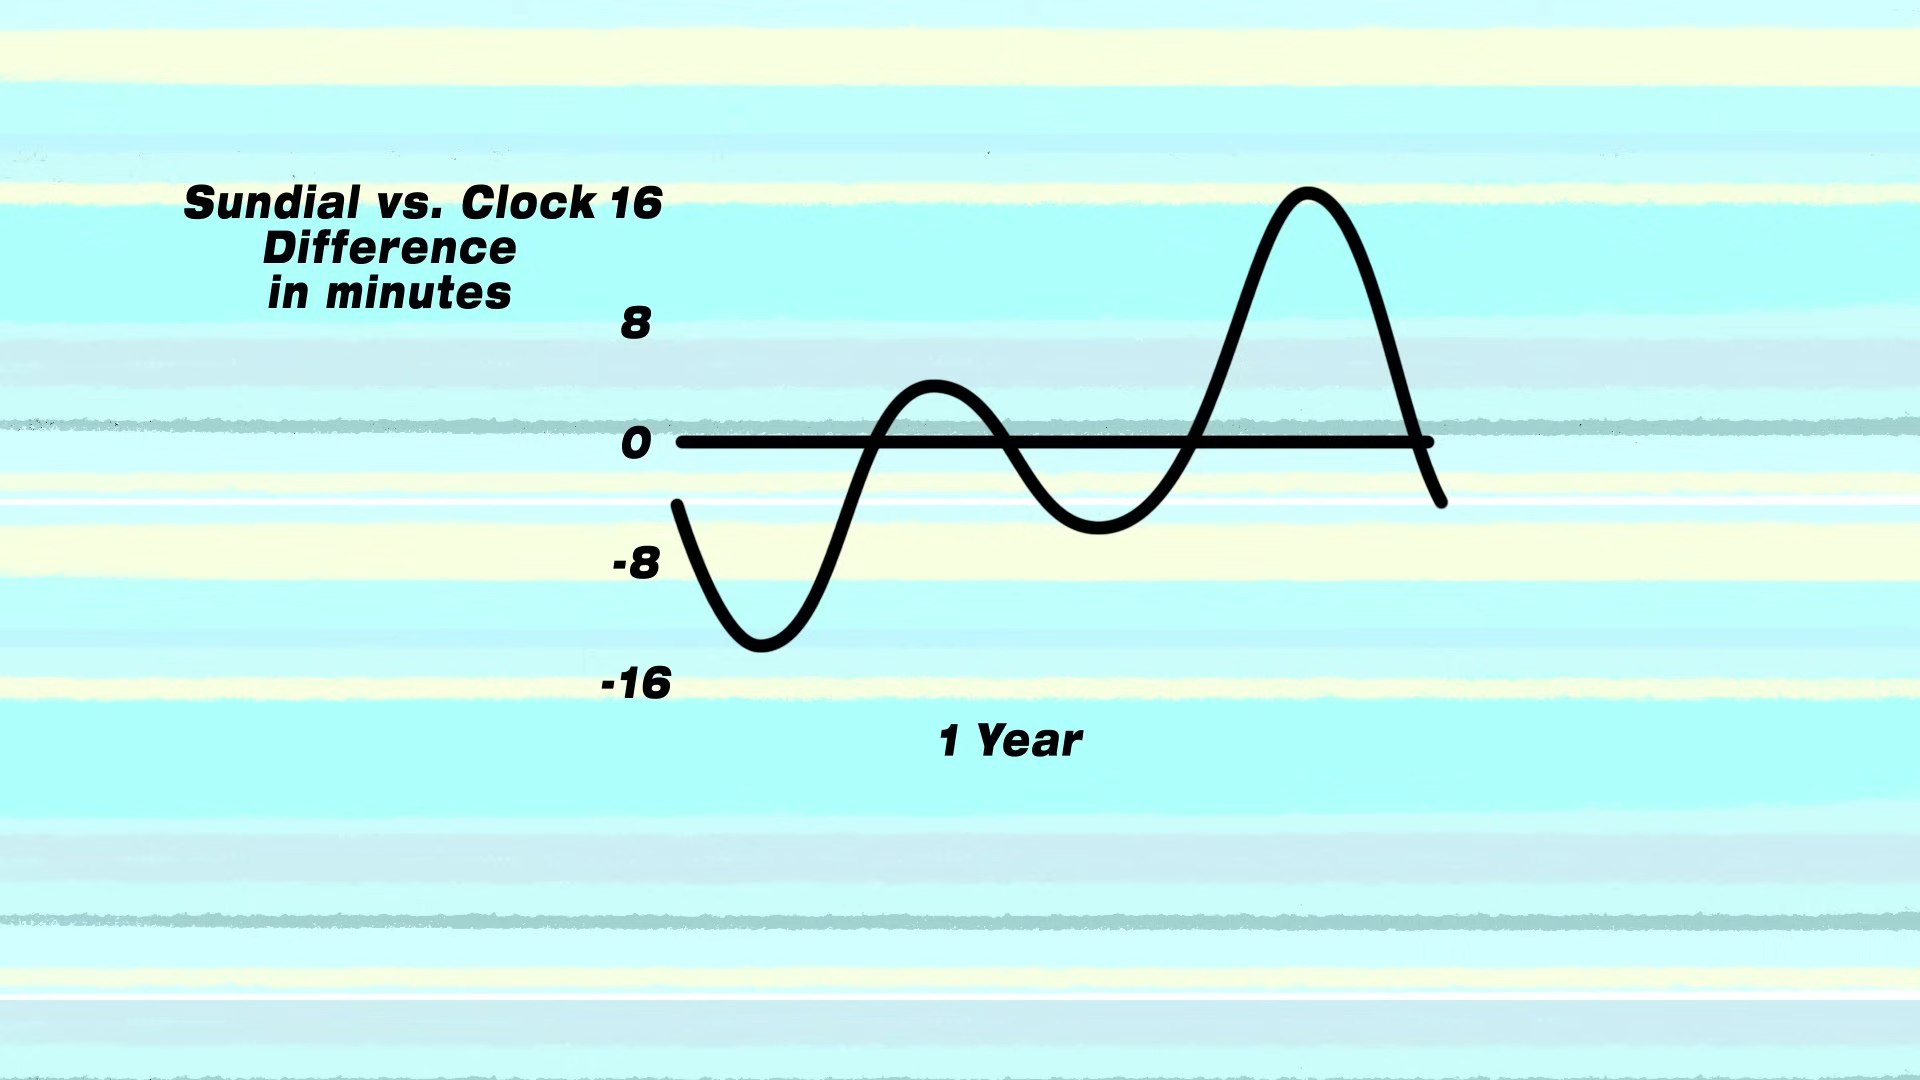 Sundial vs. Clock 16
Difference
in minutes
8
0
-8
-16
1 Year